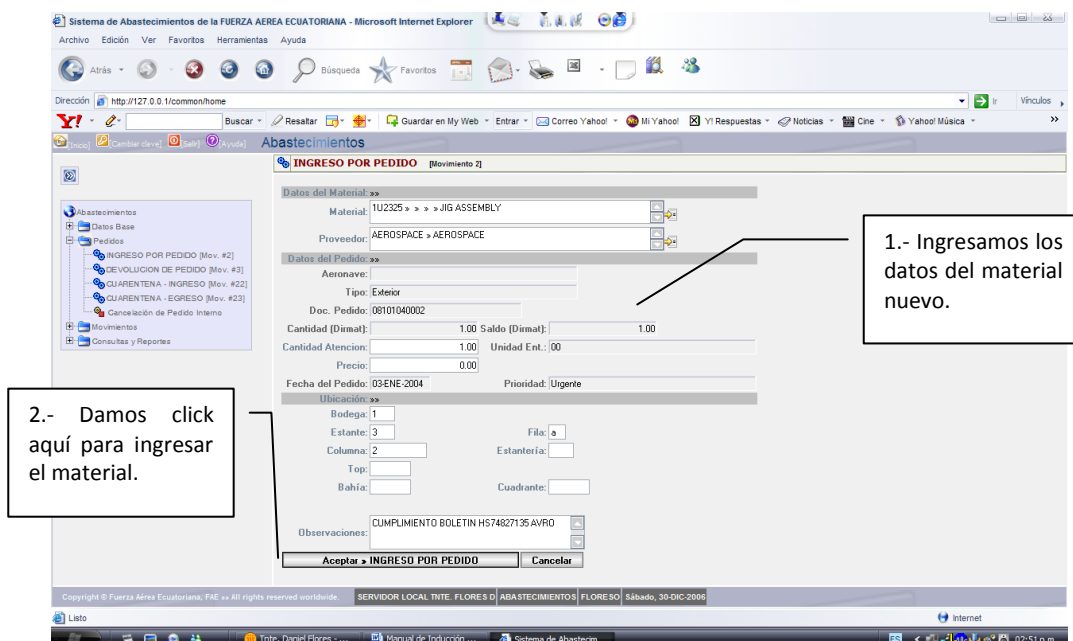 Sistema de Abastecimientos de la FUERZA AEREA ECUATORIANA - Microsoft Internet Explorer
Archivo Edición Ver Favoritos Herramientas Ayuda
Atrás Búsqueda Favoritos
Dirección http://127.0.0.1/common/home Ir Vínculos
Y! Buscar Resaltar Guardar en My Web Entrar Correo Yahoo! Mi Yahoo! Y! Respuestas Noticias Cine Yahoo! Música »
[Inicio] [Cambiar clave] [Salir] [Ayuda] Abastecimientos
INGRESO POR PEDIDO [Movimiento 2]
Abastecimientos
Datos Base
Pedidos
INGRESO POR PEDIDO [Mov. #2]
DEVOLUCION DE PEDIDO [Mov. #3]
CUARENTENA - INGRESO [Mov. #22]
CUARENTENA - EGRESO [Mov. #23]
Cancelación de Pedido Interno
Movimientos
Consultas y Reportes
Datos del Material: »»
Material: 1U2325 » » » » JIG ASSEMBLY
Proveedor: AEROSPACE » AEROSPACE
Datos del Pedido: »»
Aeronave:
Tipo: Exterior
Doc. Pedido: 08101040002
Cantidad (Dirmat): 1.00 Saldo (Dirmat): 1.00
Cantidad Atencion: 1.00 Unidad Ent.: 00
Precio: 0.00
Fecha del Pedido: 03-ENE-2004 Prioridad: Urgente
Ubicación: »»
Bodega: 1
Estante: 3 Fila: a
Columna: 2 Estantería:
Top:
Bahía: Cuadrante:
Observaciones: CUMPLIMIENTO BOLETIN HS74827135 AVRO
Aceptar » INGRESO POR PEDIDO Cancelar
1.- Ingresamos los
datos del material
nuevo.
2.- Damos click
aquí para ingresar
el material.
Copyright © Fuerza Aérea Ecuatoriana, FAE »» All rights reserved worldwide. SERVIDOR LOCAL TNTE. FLORES D ABASTECIMIENTOS FLORESO Sábado, 30-DIC-2006
Listo Internet
Tnte. Daniel Flores - ... Manual de Inducción ... Sistema de Abastecim... ES 02:51 p.m.